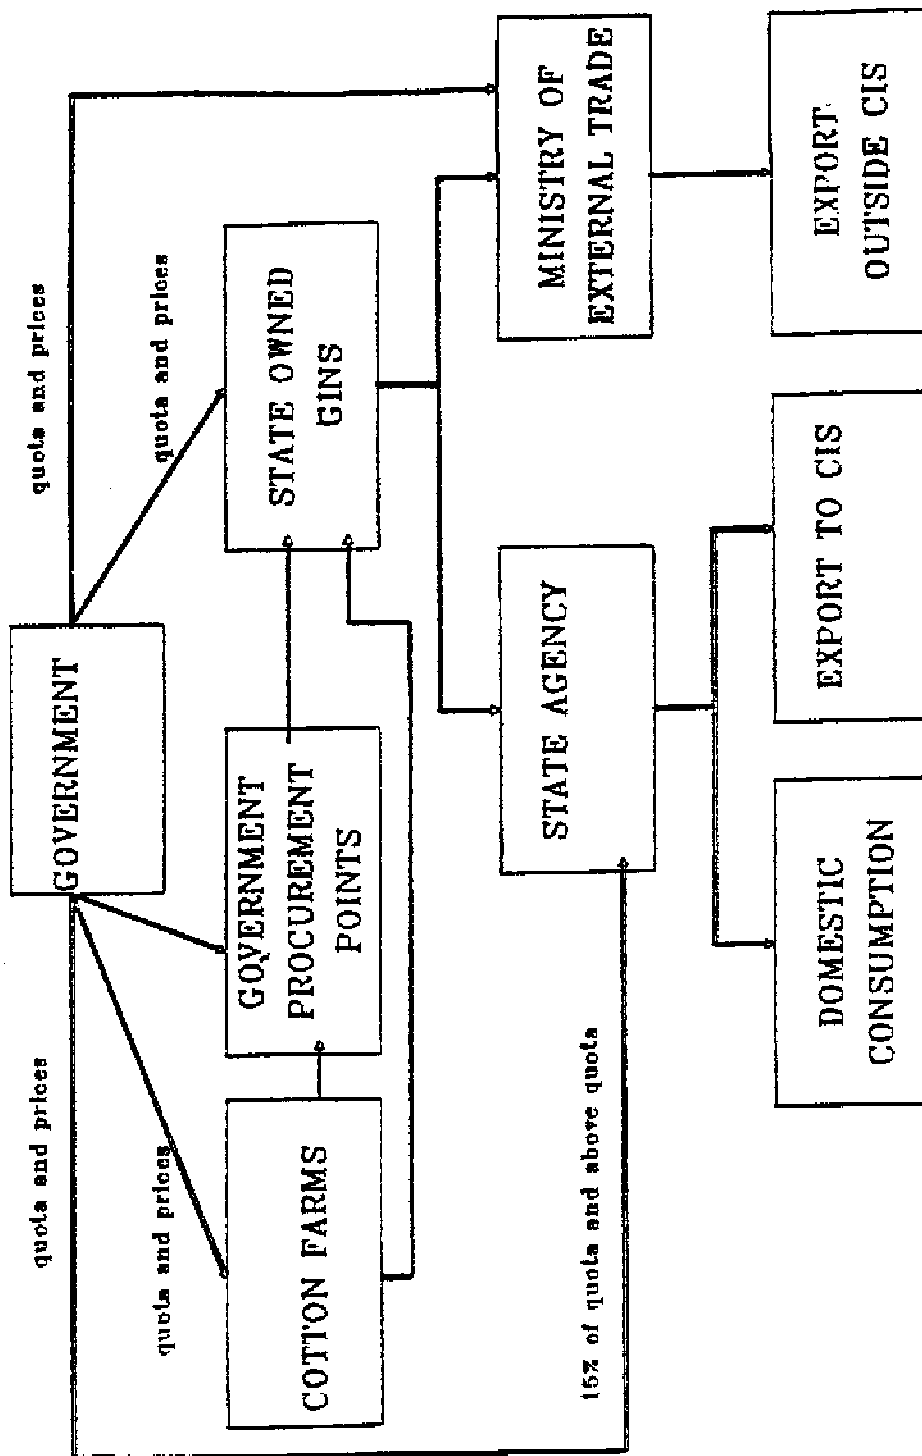 GOVERNMENT
quota and prices
quota and prices
quota and prices
quota and prices
COTTON FARMS
GOVERNMENT
PROCUREMENT
POINTS
STATE OWNED
GINS
15% of quota and above quota
STATE AGENCY
MINISTRY OF
EXTERNAL TRADE
DOMESTIC
CONSUMPTION
EXPORT TO CIS
EXPORT
OUTSIDE CIS